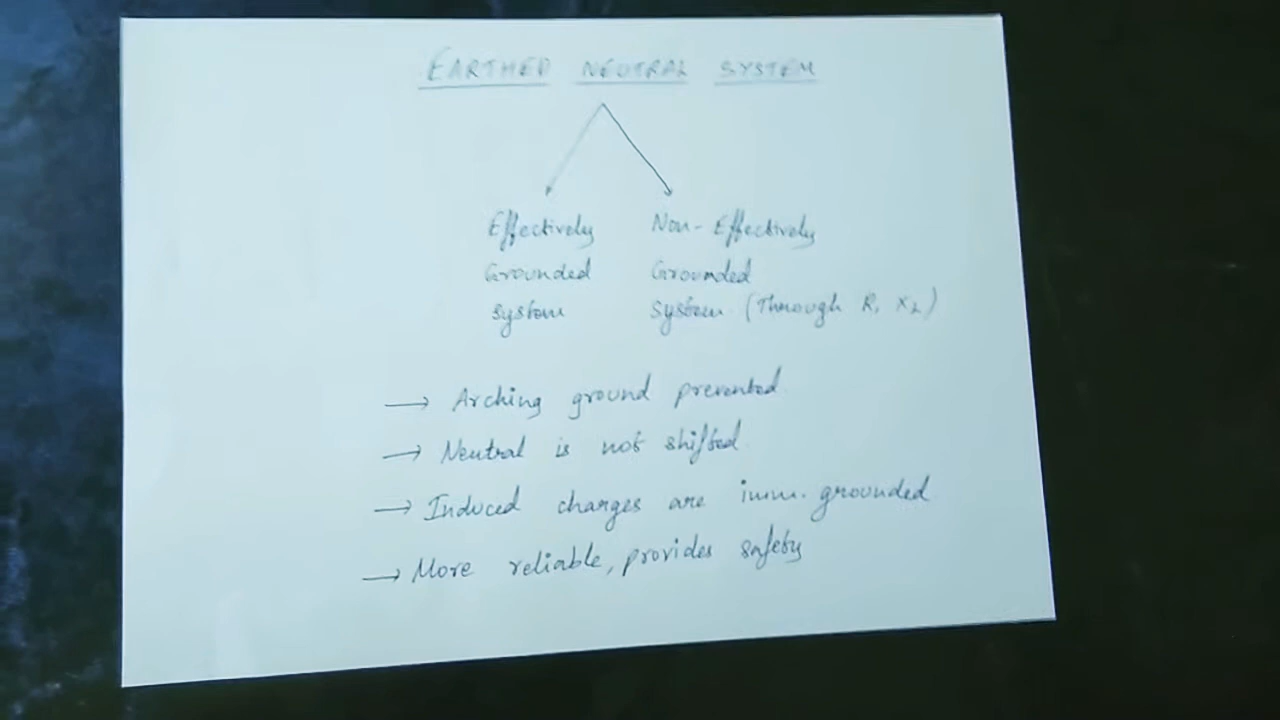 EARTHED NEUTRAL SYSTEM
Effectively Grounded System
Non-Effectively Grounded System (Through R, XL)
→ Arching ground prevented
→ Neutral is not shifted
→ Induced charges are imm. grounded
→ More reliable, provides safety